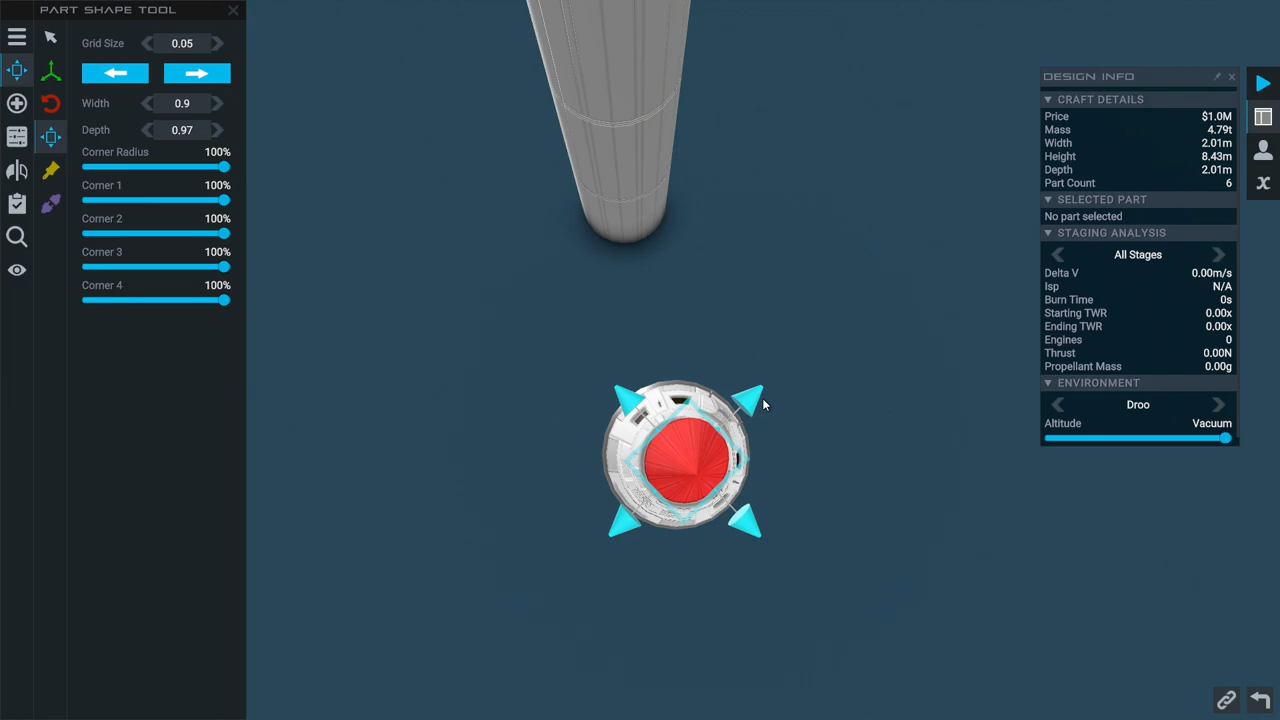 PART SHAPE TOOL
Grid Size 0.05
Width 0.9
Depth 0.97
Corner Radius 100%
Corner 1 100%
Corner 2 100%
Corner 3 100%
Corner 4 100%
DESIGN INFO
CRAFT DETAILS
Price $1.0M
Mass 4.79t
Width 2.01m
Height 8.43m
Depth 2.01m
Part Count 6
SELECTED PART
No part selected
STAGING ANALYSIS
All Stages
Delta V 0.00m/s
Isp N/A
Burn Time 0s
Starting TWR 0.00x
Ending TWR 0.00x
Engines 0
Thrust 0.00N
Propellant Mass 0.00g
ENVIRONMENT
Droo
Altitude Vacuum